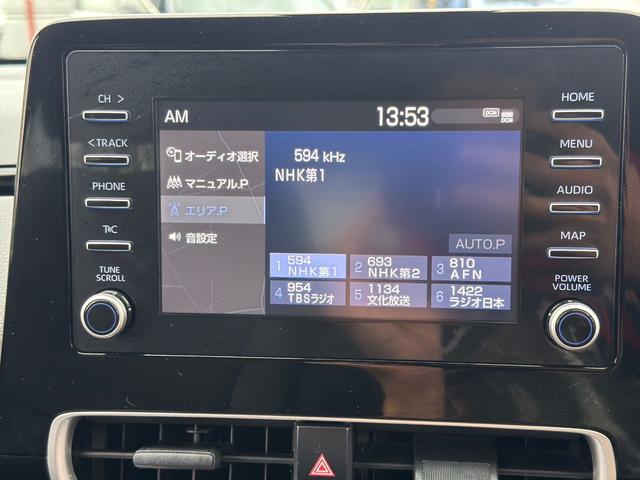 CH >
<TRACK
PHONE
T&C
TUNE
SCROLL
AM
13:53
DCM
DCM
オーディオ選択
マニュアル.P
エリア.P
音設定
594 kHz
NHK第1
AUTO.P
1 594 NHK第1
2 693 NHK第2
3 810 AFN
4 954 TBSラジオ
5 1134 文化放送
6 1422 ラジオ日本
HOME
MENU
AUDIO
MAP
POWER
VOLUME